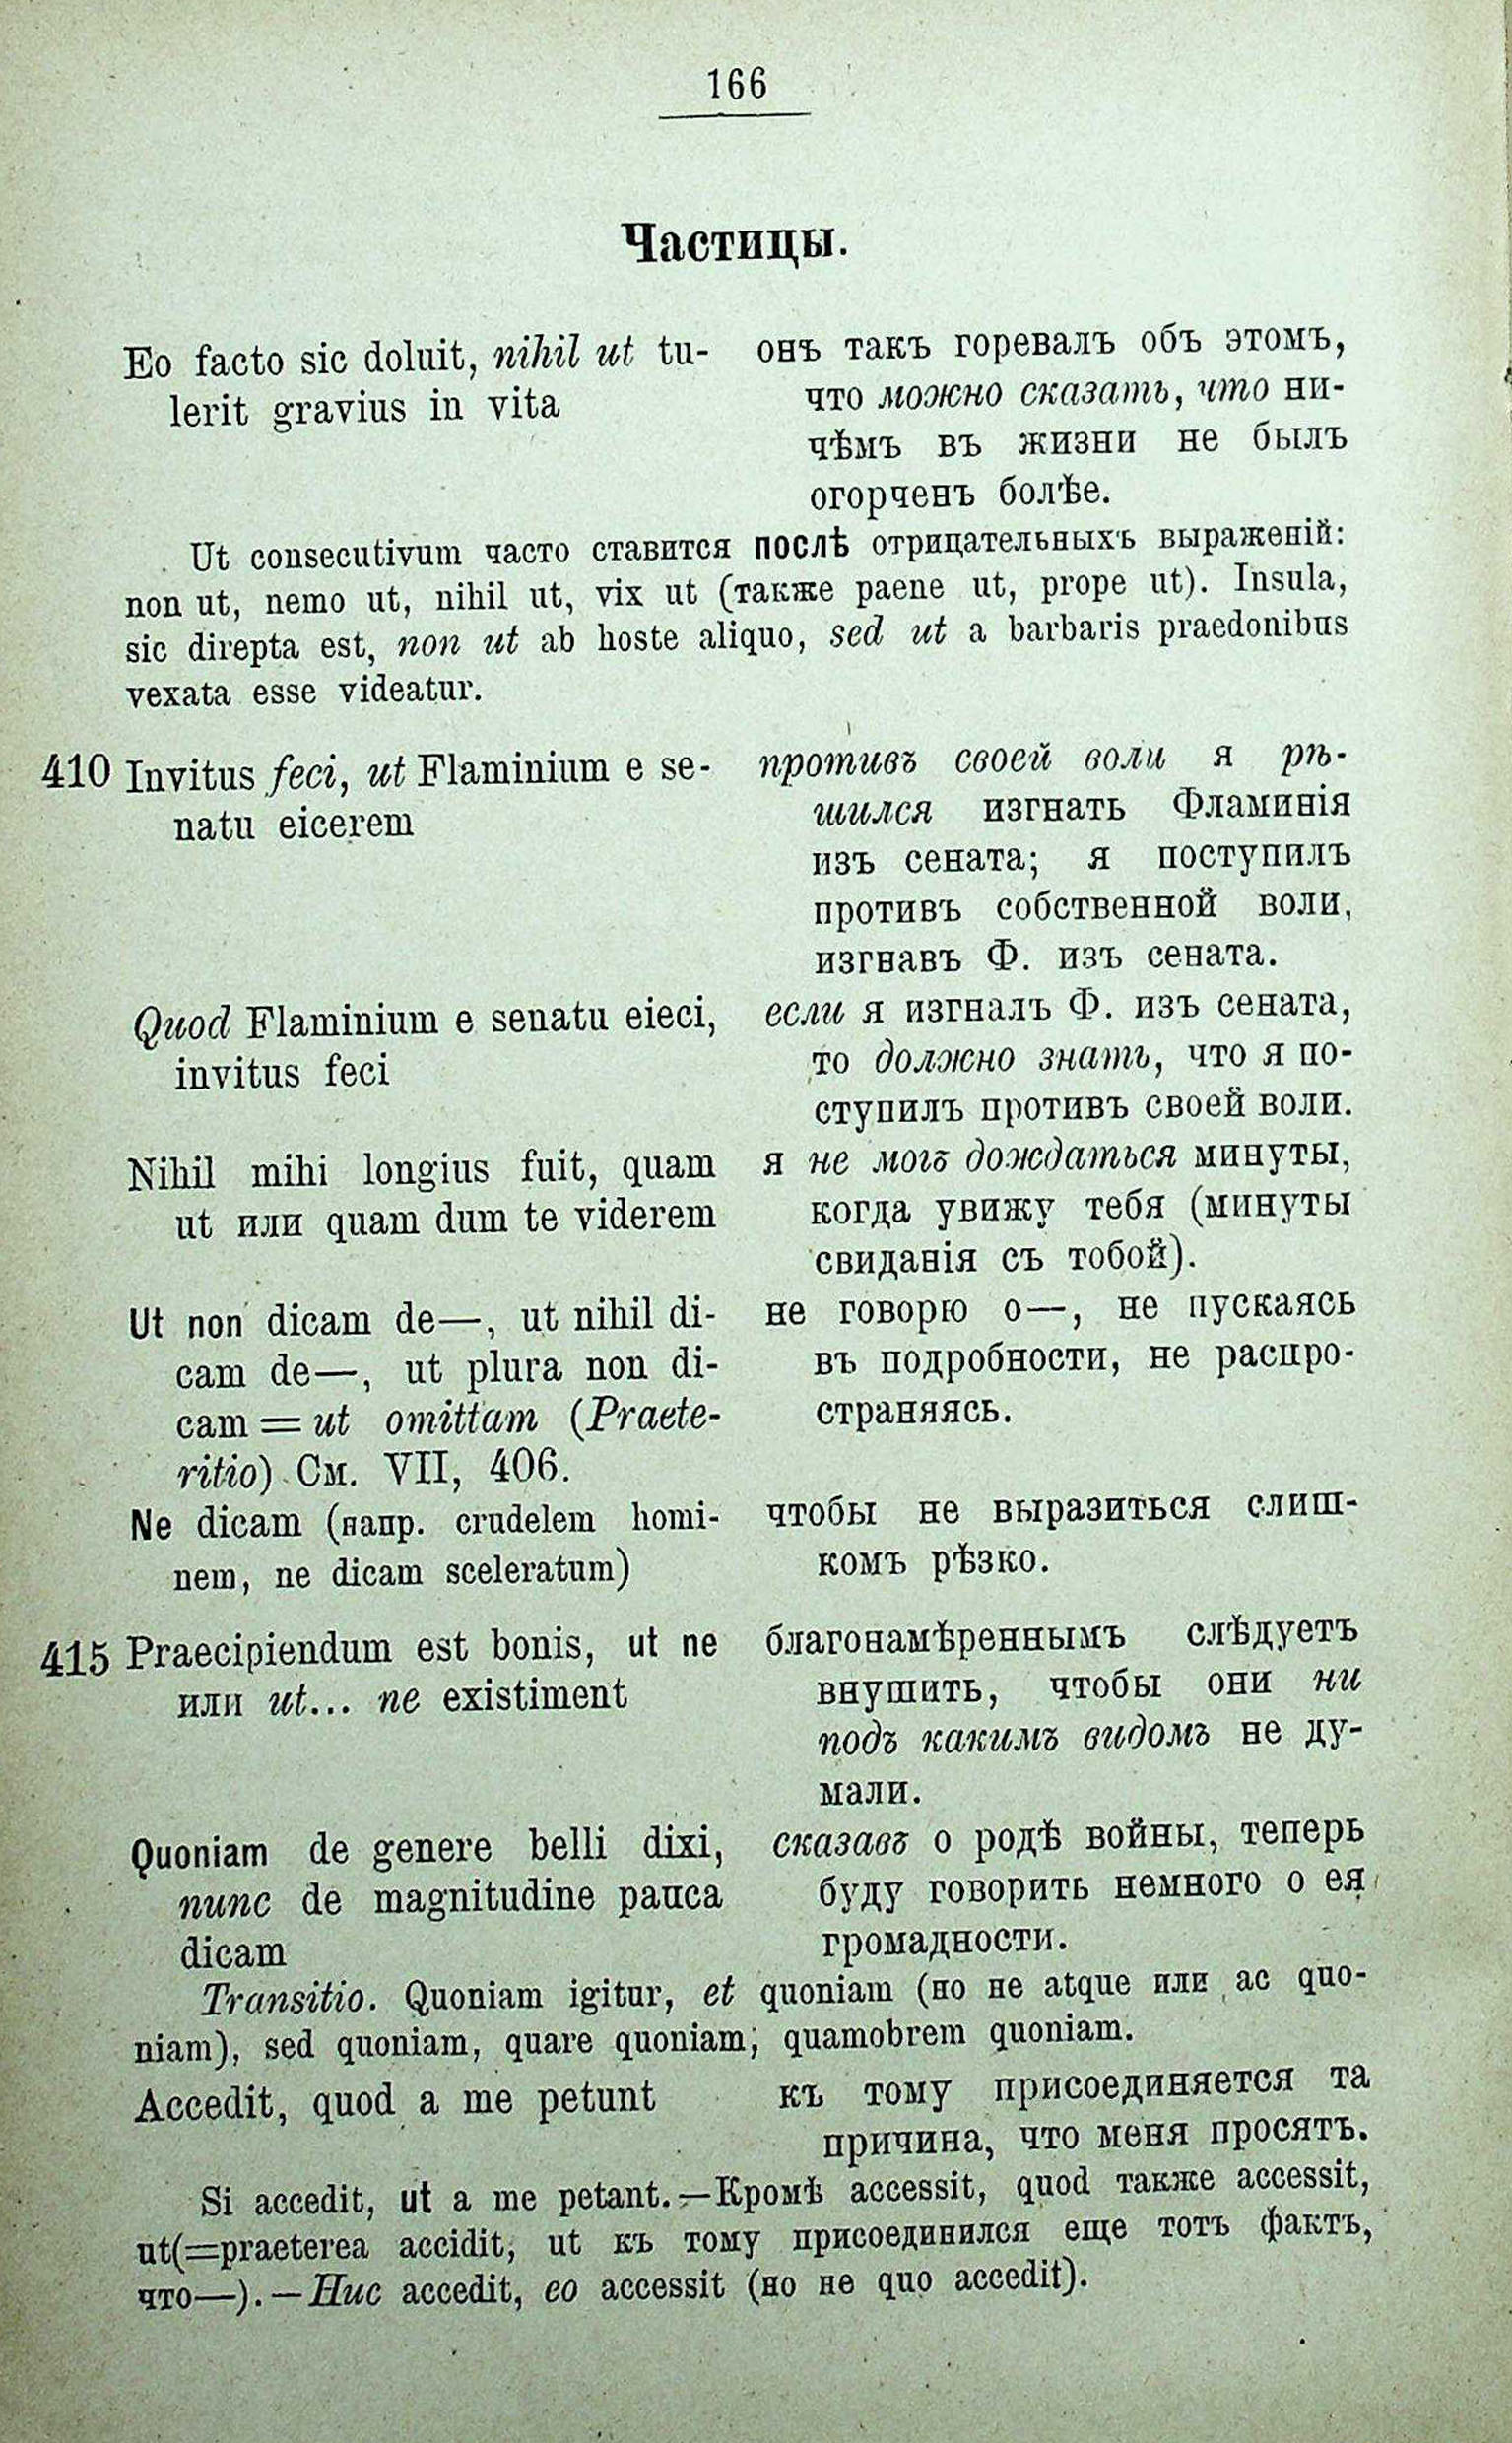 166
Частицы.
Eo facto sic doluit, nihil ut tu-
lerit gravius in vita
онъ такъ горевалъ объ этомъ,
что можно сказать, что ни-
чѣмъ въ жизни не былъ
огорченъ болѣе.
Ut consecutivum часто ставится послѣ отрицательныхъ выраженій:
non ut, nemo ut, nihil ut, vix ut (также paene ut, prope ut). Insula,
sic direpta est, non ut ab hoste aliquo, sed ut a barbaris praedonibus
vexata esse videatur.
410 Invitus feci, ut Flaminium e se-
natu eicerem
противъ своей воли я рѣ-
шился изгнать Фламинія
изъ сената; я поступилъ
противъ собственной воли,
изгнавъ Ф. изъ сената.
Quod Flaminium e senatu eieci,
invitus feci
если я изгналъ Ф. изъ сената,
то должно знать, что я по-
ступилъ противъ своей воли.
Nihil mihi longius fuit, quam
ut или quam dum te viderem
я не могъ дождаться минуты,
когда увижу тебя (минуты
свиданія съ тобой).
Ut non dicam de—, ut nihil di-
cam de—, ut plura non di-
cam = ut omittam (Praete-
ritio) См. VII, 406.
не говорю о—, не пускаясь
въ подробности, не распро-
страняясь.
Ne dicam (напр. crudelem homi-
nem, ne dicam sceleratum)
чтобы не выразиться слиш-
комъ рѣзко.
415 Praecipiendum est bonis, ut ne
или ut... ne existiment
благонамѣреннымъ слѣдуетъ
внушить, чтобы они ни
подъ какимъ видомъ не ду-
мали.
Quoniam de genere belli dixi,
nunc de magnitudine pauca
dicam
сказавъ о родѣ войны, теперь
буду говорить немного о ея
громадности.
Transitio. Quoniam igitur, et quoniam (но не atque или ac quo-
niam), sed quoniam, quare quoniam; quamobrem quoniam.
Accedit, quod a me petunt
къ тому присоединяется та
причина, что меня просятъ.
Si accedit, ut a me petant.—Кромѣ accessit, quod также accessit,
ut(=praeterea accidit, ut къ тому присоединился еще тотъ фактъ,
что—).—Huc accedit, eo accessit (но не quo accedit).